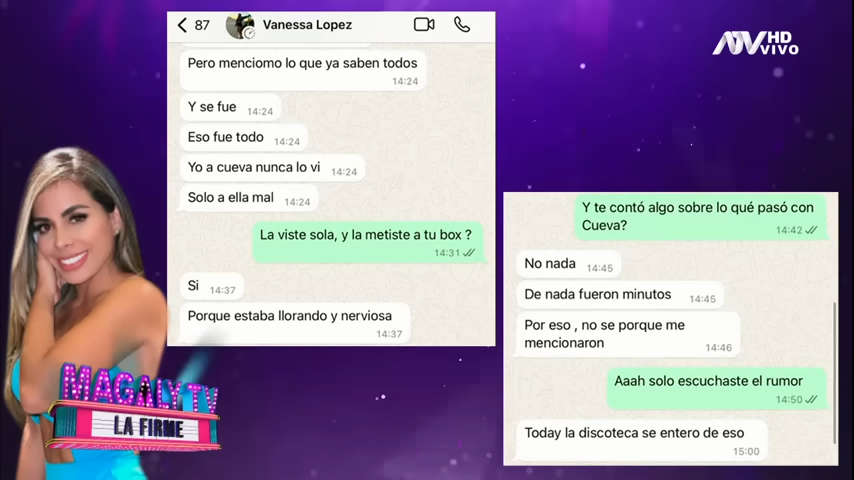 87
Vanessa Lopez
Pero menciomo lo que ya saben todos
14:24
Y se fue
14:24
Eso fue todo
14:24
Yo a cueva nunca lo vi
14:24
Solo a ella mal
14:24
La viste sola, y la metiste a tu box ?
14:31
Si
14:37
Porque estaba llorando y nerviosa
14:37
ATV HD
VIVO
Y te contó algo sobre lo qué pasó con
Cueva?
14:42
No nada
14:45
De nada fueron minutos
14:45
Por eso , no se porque me
mencionaron
14:46
Aaah solo escuchaste el rumor
14:50
Today la discoteca se entero de eso
15:00
MAGALY TV
LA FIRME